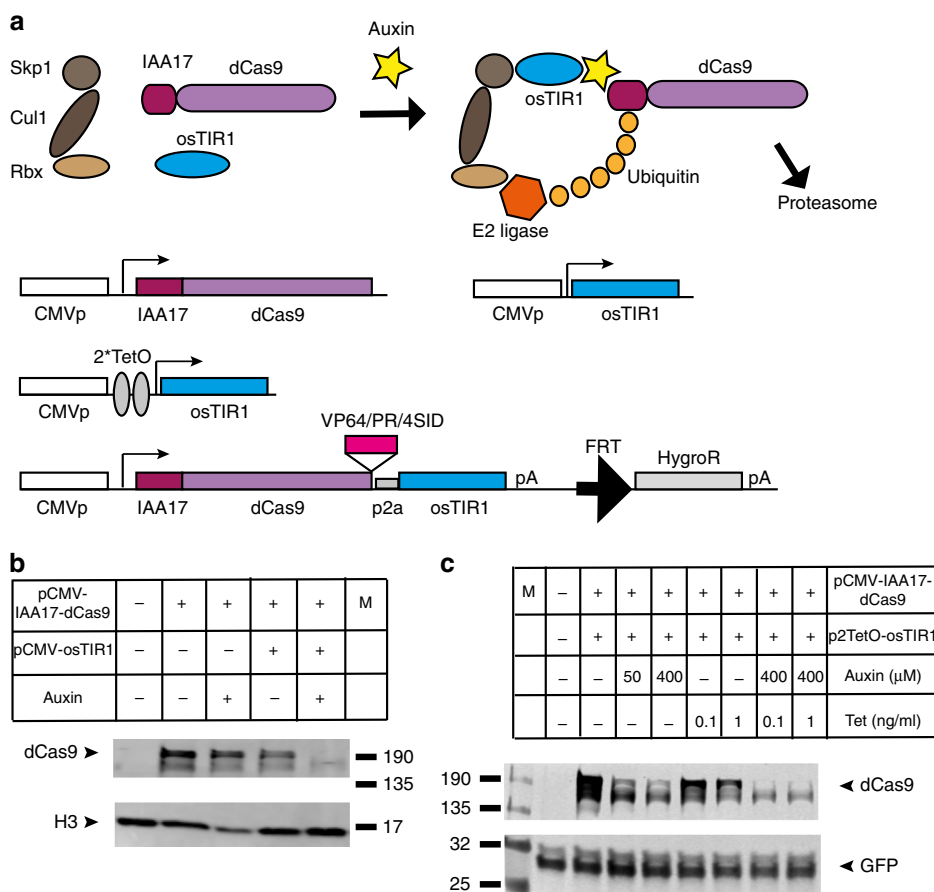 a
Auxin
Skp1
IAA17
dCas9
dCas9
Cul1
osTIR1
osTIR1
Rbx
Ubiquitin
E2 ligase
Proteasome
CMVp
IAA17
dCas9
CMVp
osTIR1
2*TetO
CMVp
osTIR1
VP64/PR/4SID
FRT
HygroR
pA
pA
CMVp
IAA17
dCas9
p2a
osTIR1
b
pCMV-IAA17-dCas9 – + + + + M
pCMV-osTIR1 – – – + +
Auxin – – + – +
dCas9
190
135
H3
17
c
M – + + + + + + + pCMV-IAA17-dCas9
– + + + + + + + p2TetO-osTIR1
– – 50 400 – – 400 400 Auxin (μM)
– – – – 0.1 1 0.1 1 Tet (ng/ml)
190
135
dCas9
32
25
GFP